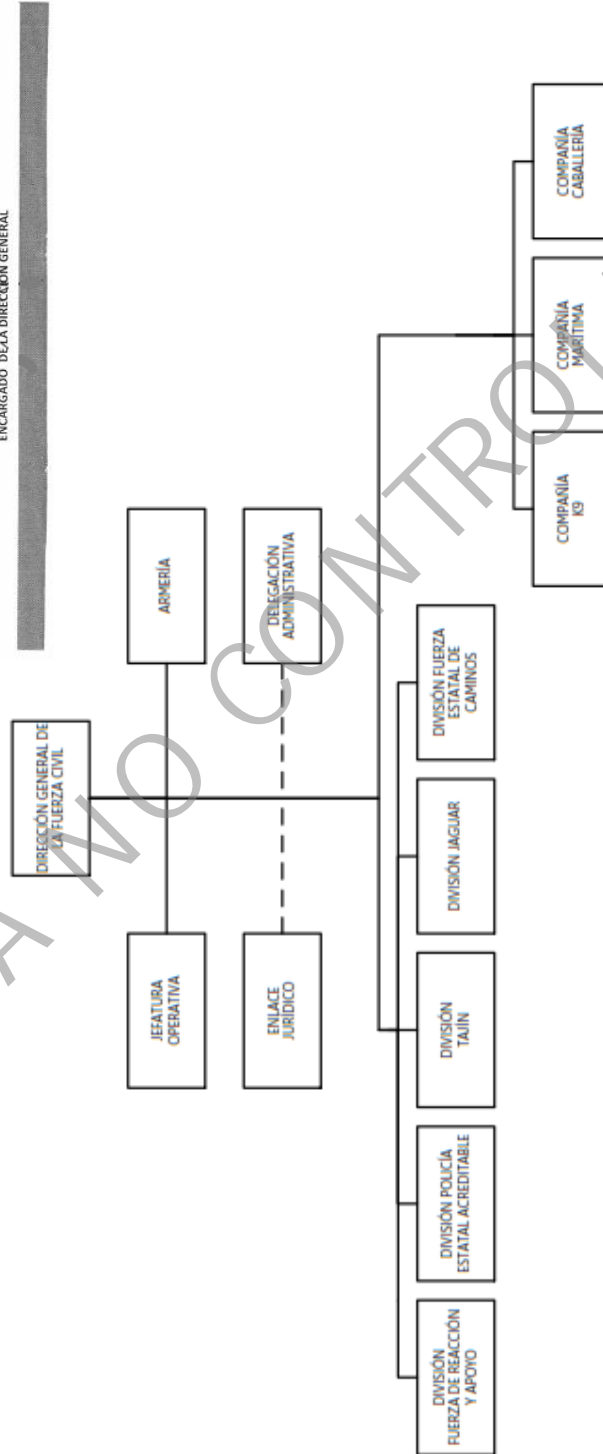 ENCARGADO DE LA DIRECCIÓN GENERAL
DIRECCIÓN GENERAL DE
LA FUERZA CIVIL
JEFATURA
OPERATIVA
ARMERÍA
ENLACE
JURÍDICO
DELEGACIÓN
ADMINISTRATIVA
DIVISIÓN
FUERZA DE REACCIÓN
Y APOYO
DIVISIÓN POLICÍA
ESTATAL ACREDITABLE
DIVISIÓN
TAJÍN
DIVISIÓN JAGUAR
DIVISIÓN FUERZA
ESTATAL DE
CAMINOS
COMPAÑÍA
K9
COMPAÑÍA
MARÍTIMA
COMPAÑÍA
CABALLERÍA
A NO CONTRO